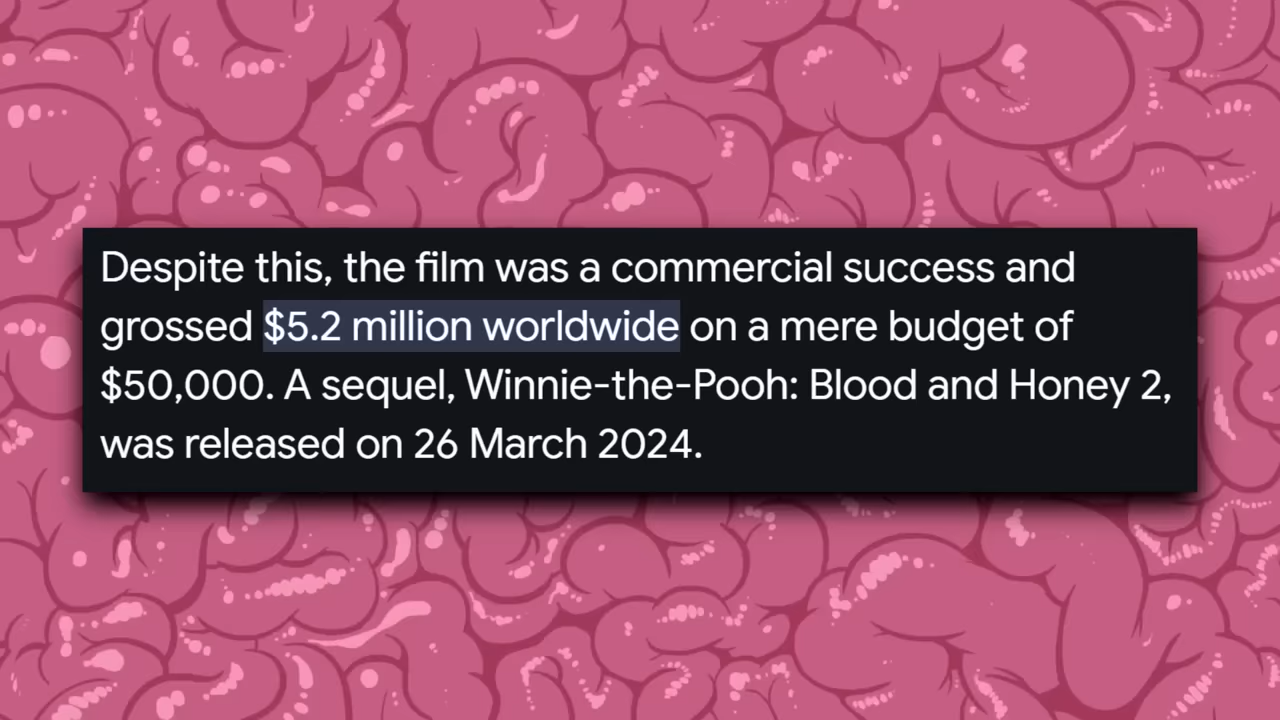 Despite this, the film was a commercial success and
grossed $5.2 million worldwide on a mere budget of
$50,000. A sequel, Winnie-the-Pooh: Blood and Honey 2,
was released on 26 March 2024.